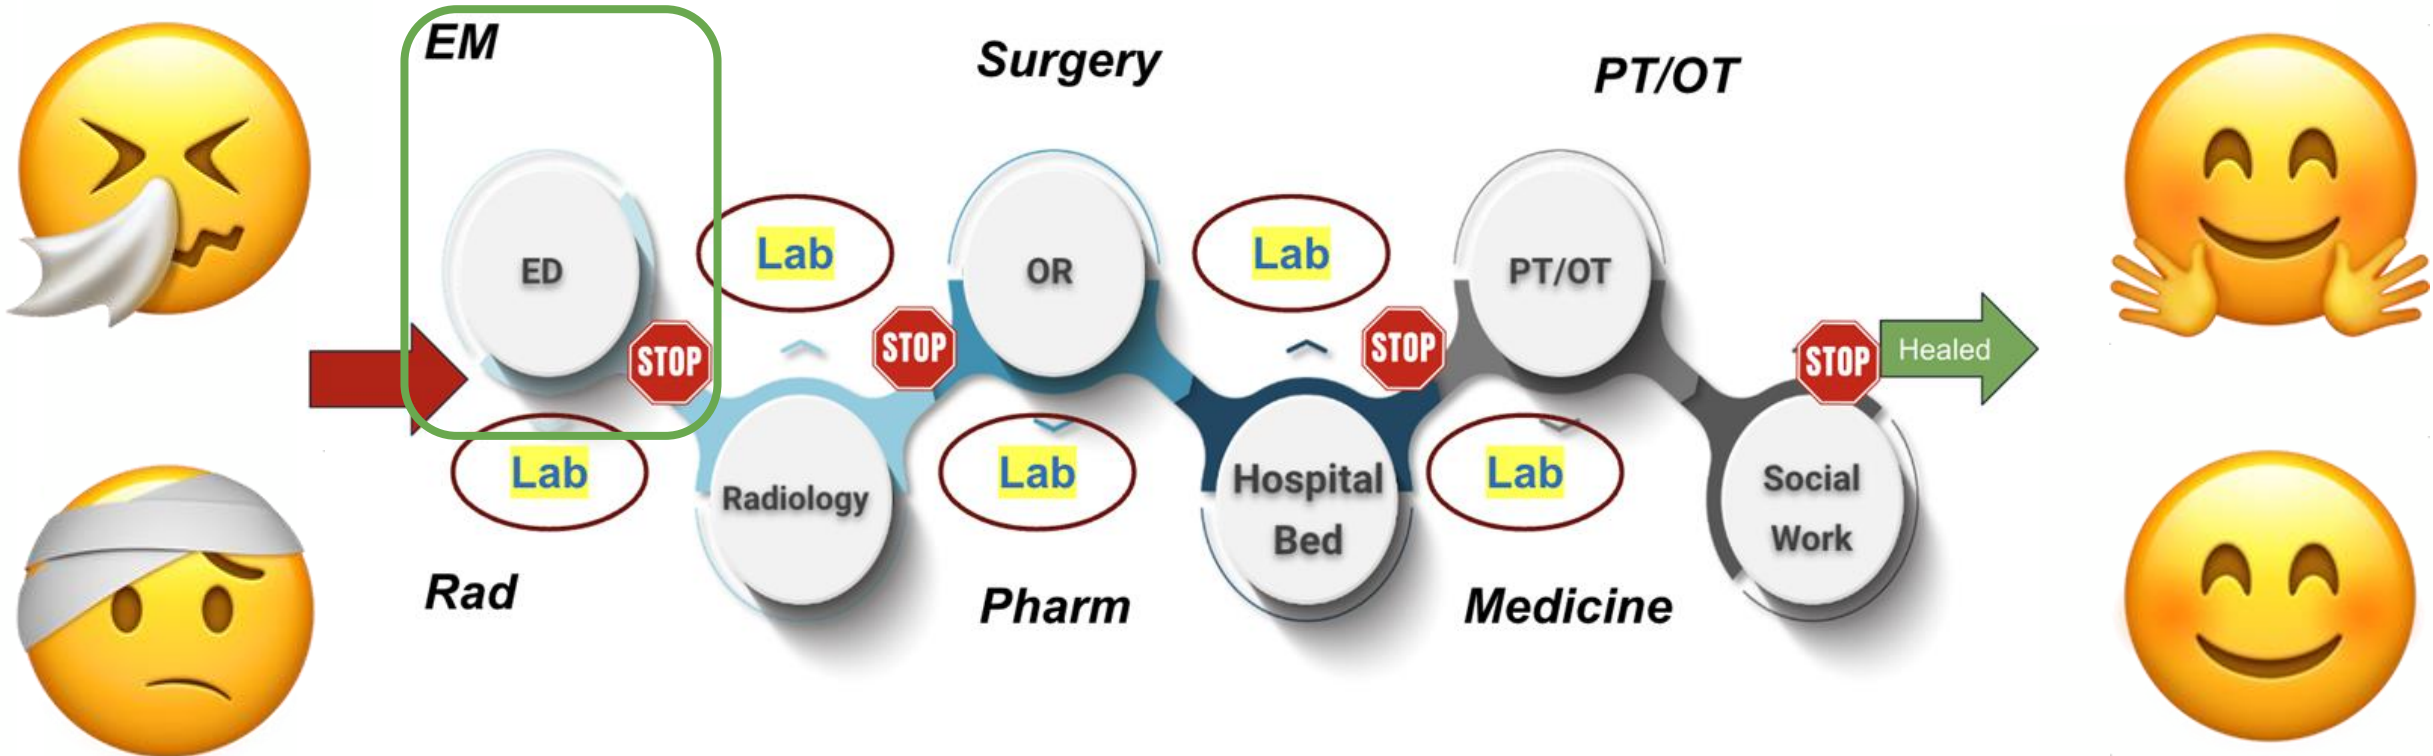 EM
Surgery
PT/OT
ED
Lab
OR
Lab
PT/OT
STOP
STOP
STOP
STOP
Healed
Lab
Radiology
Lab
Hospital
Bed
Lab
Social
Work
Rad
Pharm
Medicine